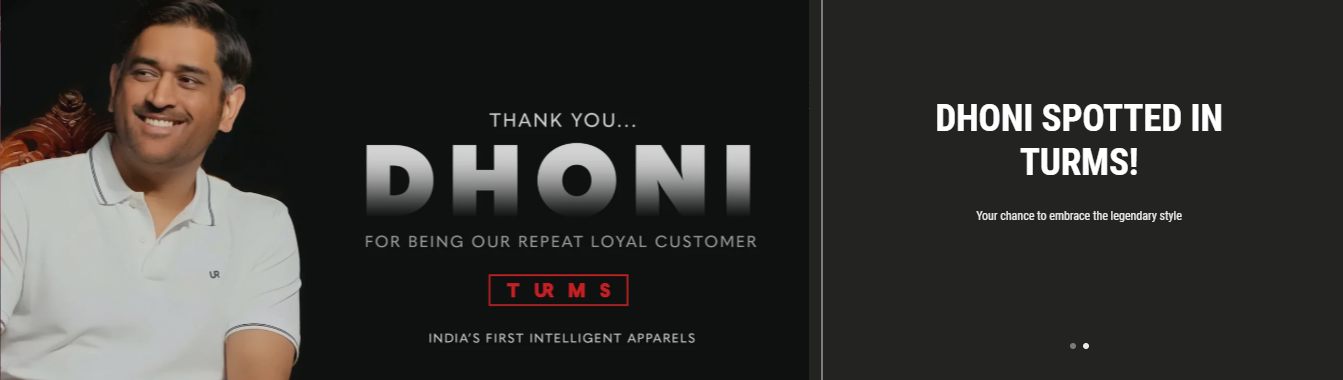 THANK YOU...
DHONI
FOR BEING OUR REPEAT LOYAL CUSTOMER
UR
TURMS
INDIA'S FIRST INTELLIGENT APPARELS
DHONI SPOTTED IN
TURMS!
Your chance to embrace the legendary style